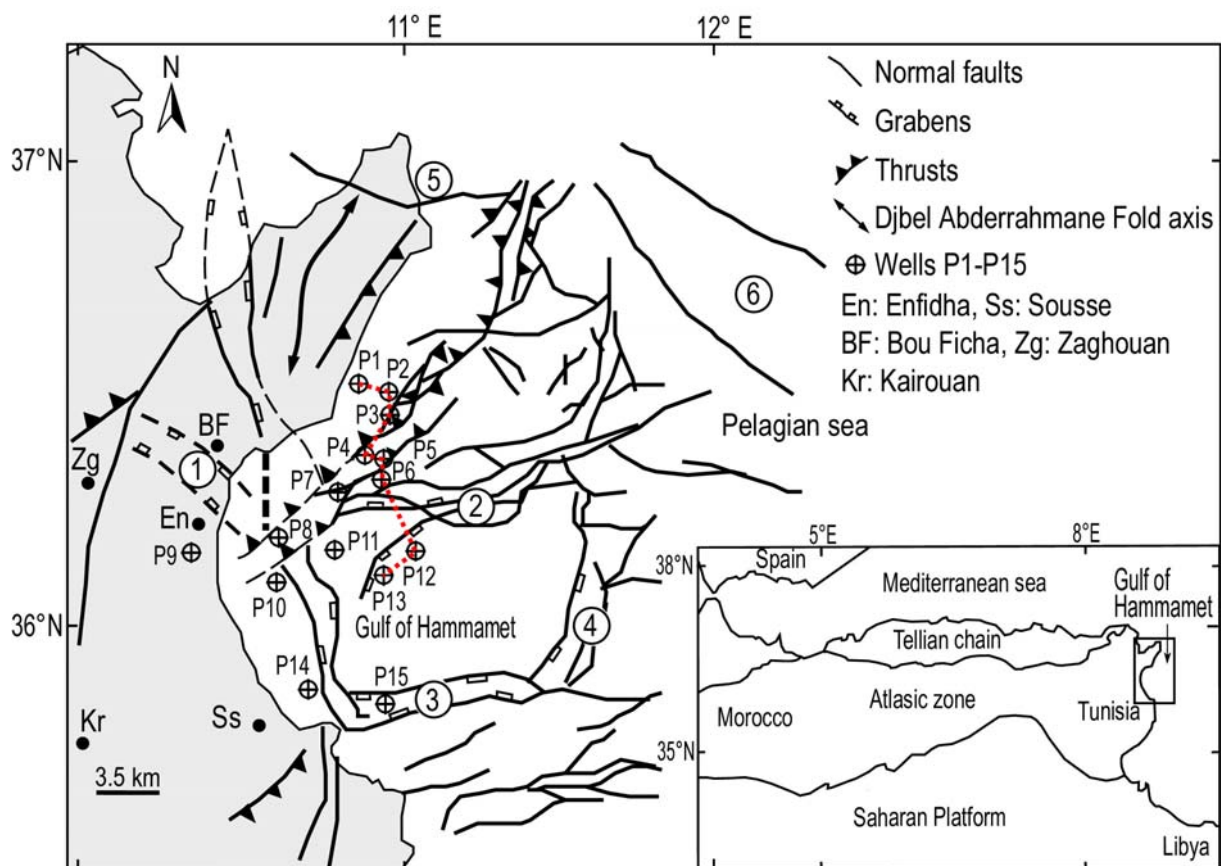 11° E
12° E
N
37°N
36°N
Normal faults
Grabens
Thrusts
Djbel Abderrahmane Fold axis
Wells P1-P15
En: Enfidha, Ss: Sousse
BF: Bou Ficha, Zg: Zaghouan
Kr: Kairouan
5
6
P1
P2
P3
P4
P5
P6
P7
Pelagian sea
BF
Zg
1
2
En
P8
P9
P11
P12
P10
P13
Gulf of Hammamet
4
P14
P15
3
Ss
Kr
3.5 km
5°E
8°E
38°N
Spain
Mediterranean sea
Gulf of
Hammamet
Tellian chain
Atlasic zone
Morocco
Tunisia
35°N
Saharan Platform
Libya